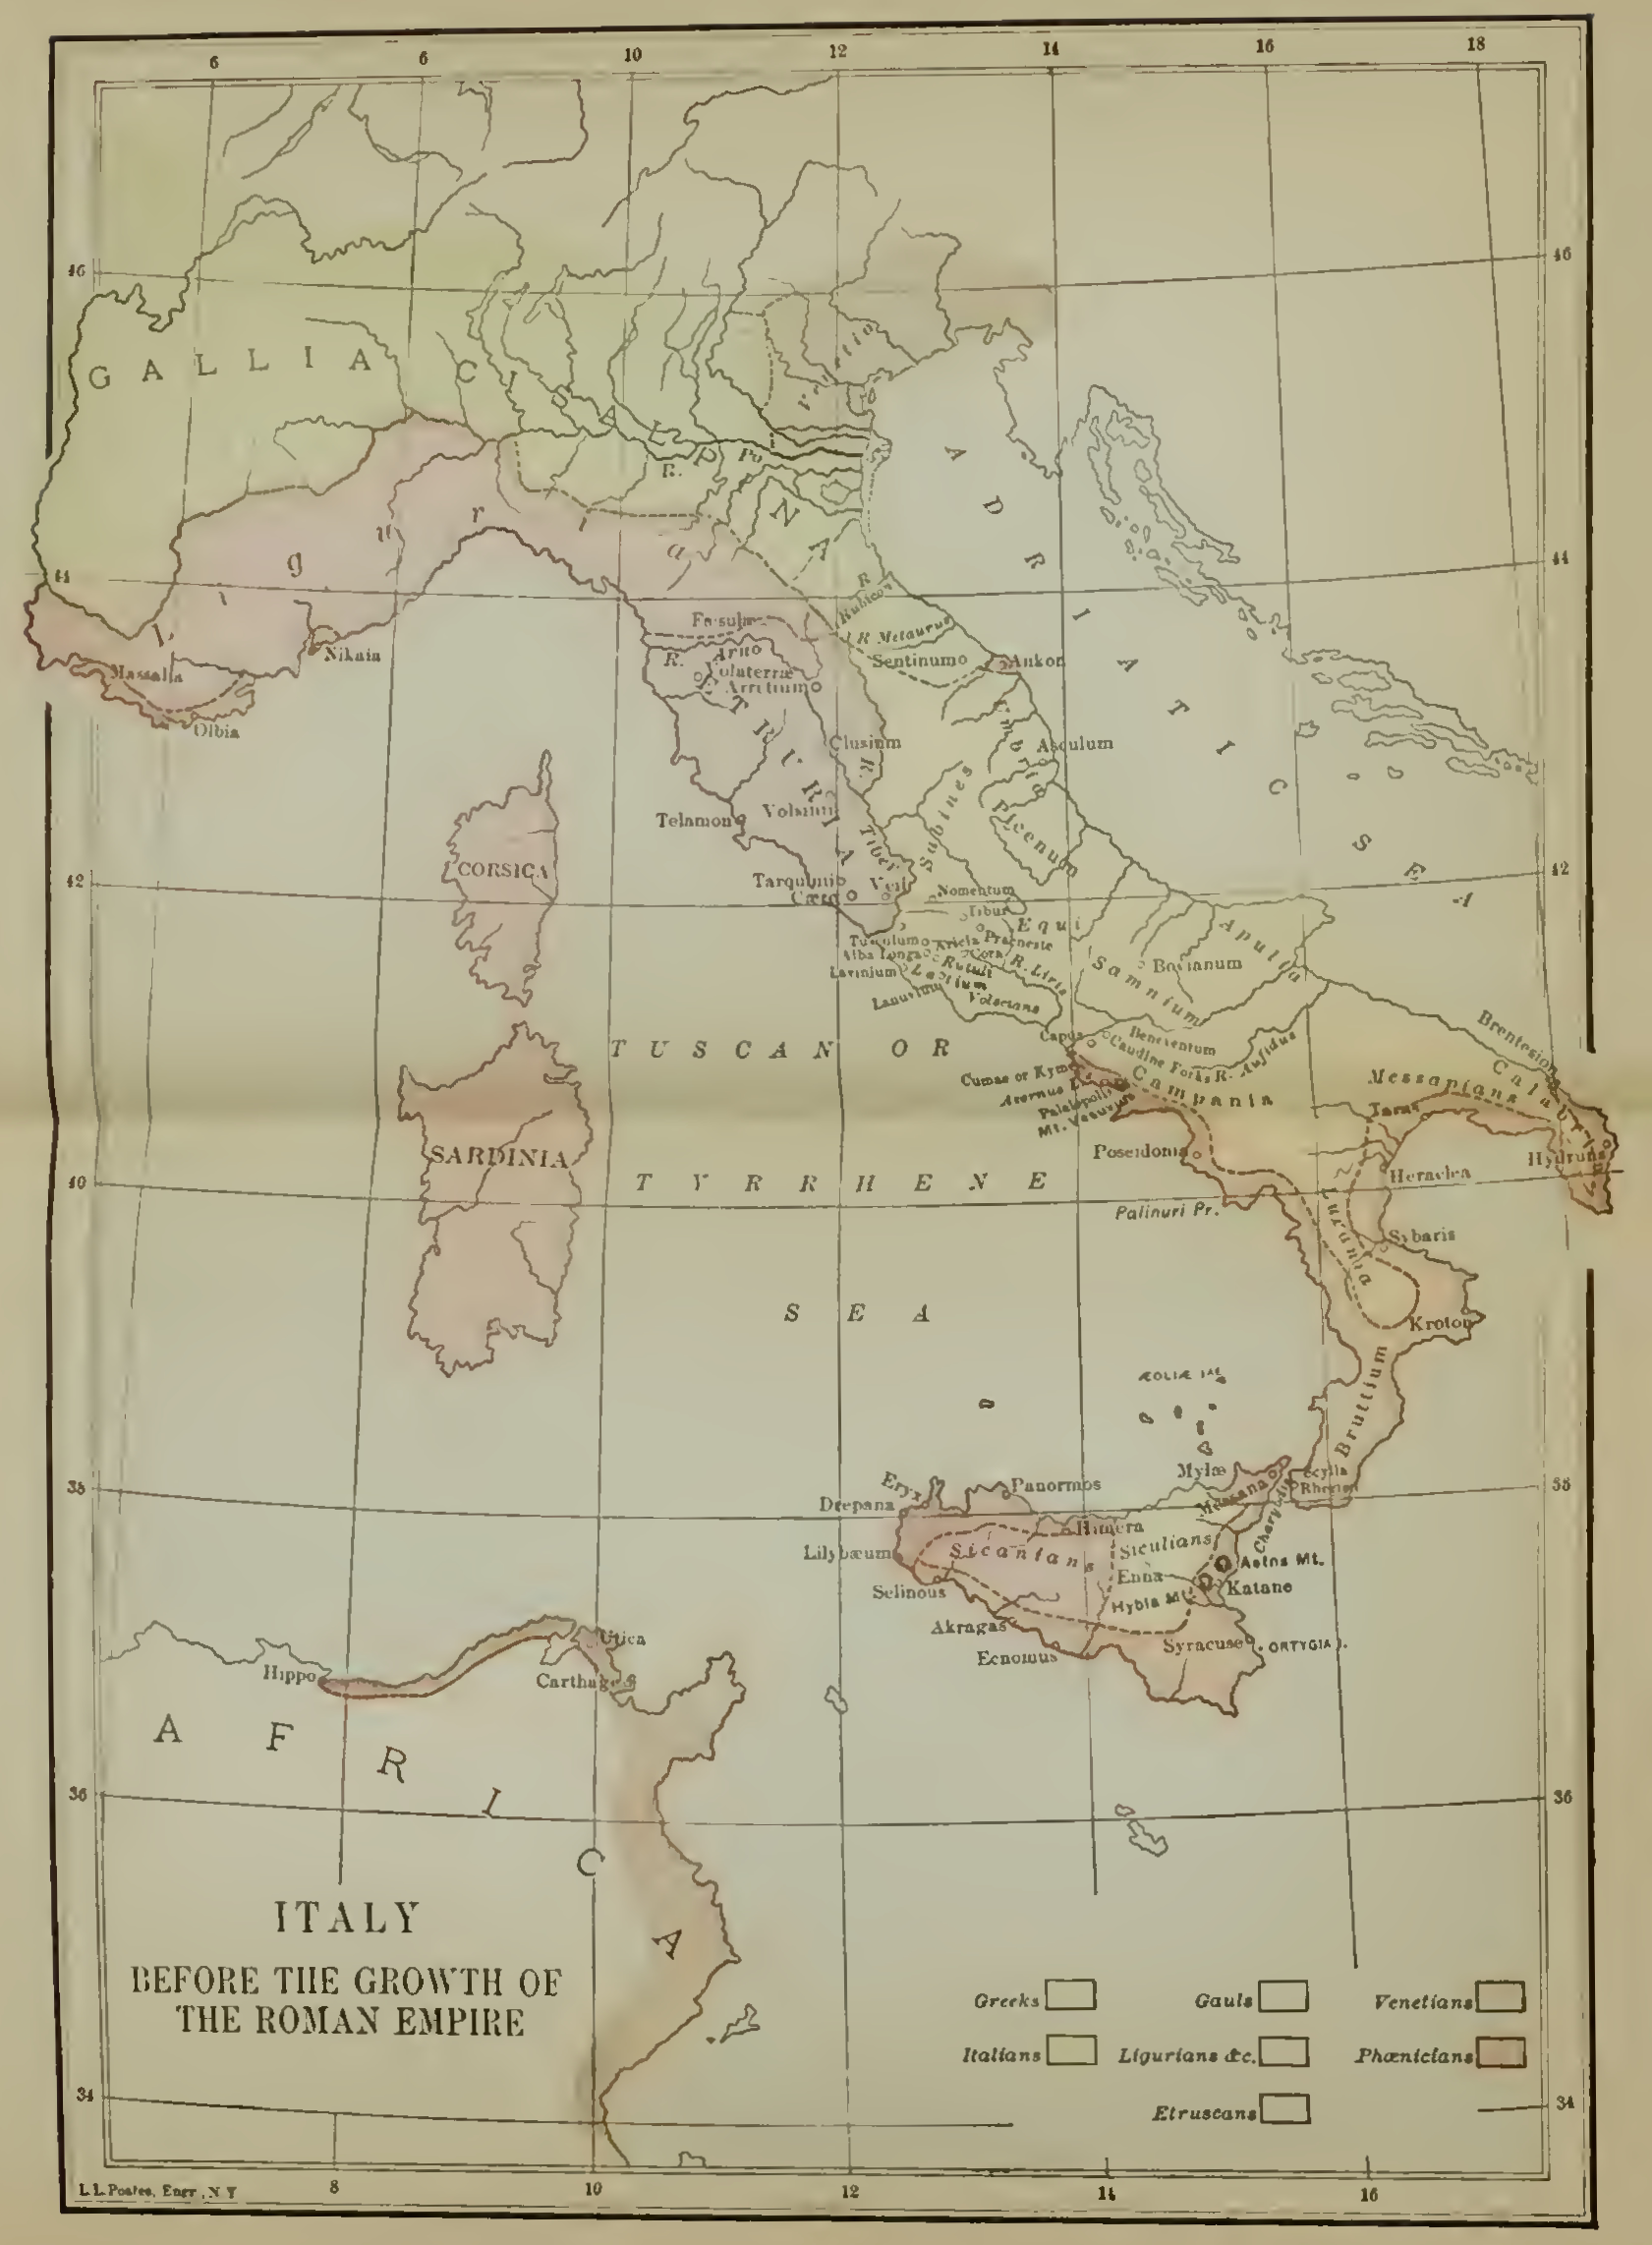 6 6 10 12 14 16 18
46 46
GALLIA CISALPINA
Venetia
R. Po
Liguria
44 44
R. Rubicon
R. Metaurus
Sentinum
Ankon
Nikaia
Massalia
Olbia
Fæsulæ
R. Arno
Volaterræ
Arretium
ETRURIA
Clusium
Umbria
Asculum
ADRIATIC SEA
Telamon
Volsinii
R. Tiber
Sabines
Picenum
CORSICA
42 42
Tarquinii
Cære
Veii
Nomentum
Tibur
Equi
Tusculum
Aricia
Praeneste
Alba Longa
Cora
R. Liris
Lavinium
Rutuli
Latium
Lanuvium
Volscians
Samnium
Bovianum
Apulia
TUSCAN OR
Capua
Beneventum
Caudine Forks
R. Aufidus
Brentesion
Calabria
Cumae or Kyme
Campania
Messapians
Avernus L.
Palæopolis
Mt. Vesuvius
Taras
Hydruns
SARDINIA
Poseidonia
Heraclea
40
TYRRHENE
Palinuri Pr.
Lucania
Sybaris
SEA
Kroton
ÆOLIÆ IAE
Bruttium
38 38
Mylæ
Scylla
Rhegion
Eryx
Panormos
Messana
Drepana
Charybdis
Himera
Lilybæum
Sicanians
Siculians
Aetna Mt.
Enna
Selinous
Katane
Hybla Mt.
Akragas
Syracuse
ORTYGIA I.
Ecnomus
Utica
Hippo
Carthage
AFRICA
36 36
ITALY
BEFORE THE GROWTH OF
THE ROMAN EMPIRE
Greeks Gauls Venetians
Italians Ligurians &c. Phœnicians
Etruscans
34 34
L.L.Poates, Engr., N.Y
8 10 12 14 16